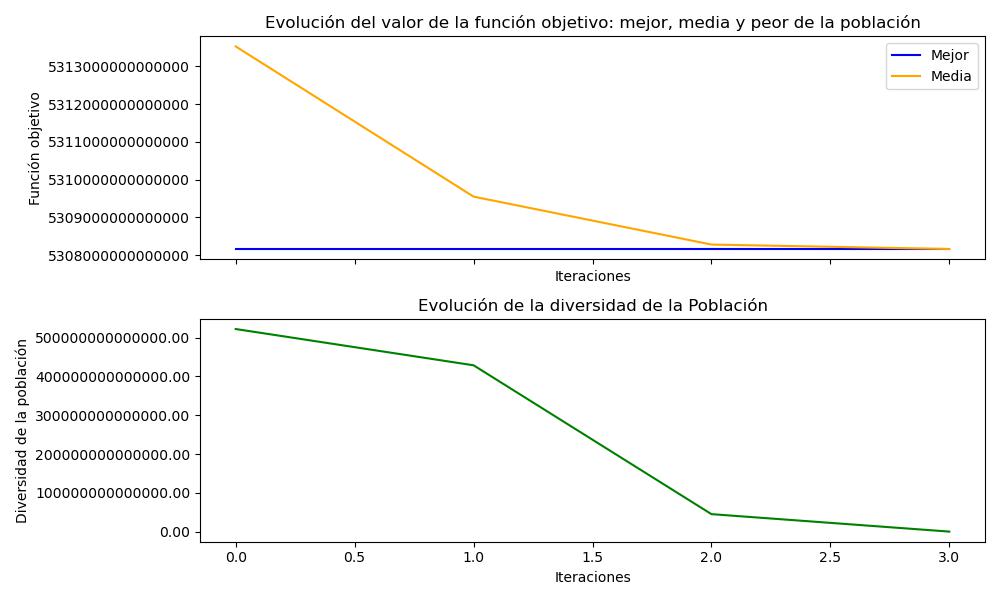 Evolución del valor de la función objetivo: mejor, media y peor de la población
Función objetivo
5313000000000000
5312000000000000
5311000000000000
5310000000000000
5309000000000000
5308000000000000
Mejor
Media
Iteraciones
Evolución de la diversidad de la Población
Diversidad de la población
500000000000000.00
400000000000000.00
300000000000000.00
200000000000000.00
100000000000000.00
0.00
0.0 0.5 1.0 1.5 2.0 2.5 3.0
Iteraciones